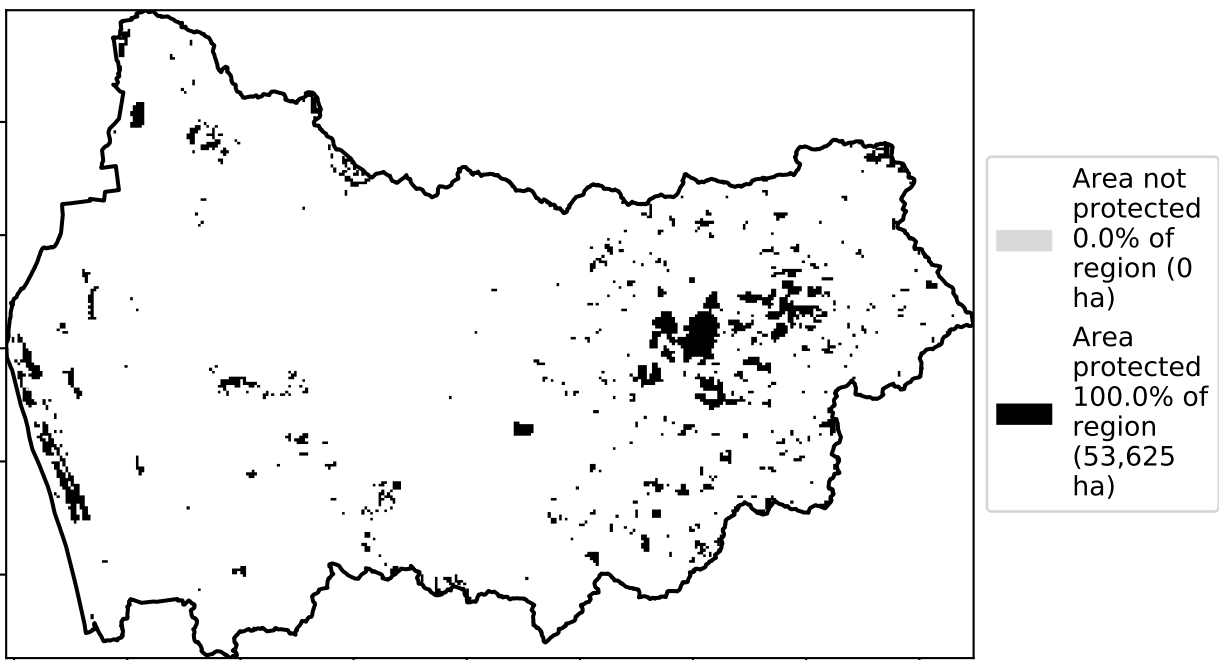 Area not
protected
0.0% of
region (0
ha)
Area
protected
100.0% of
region
(53,625
ha)